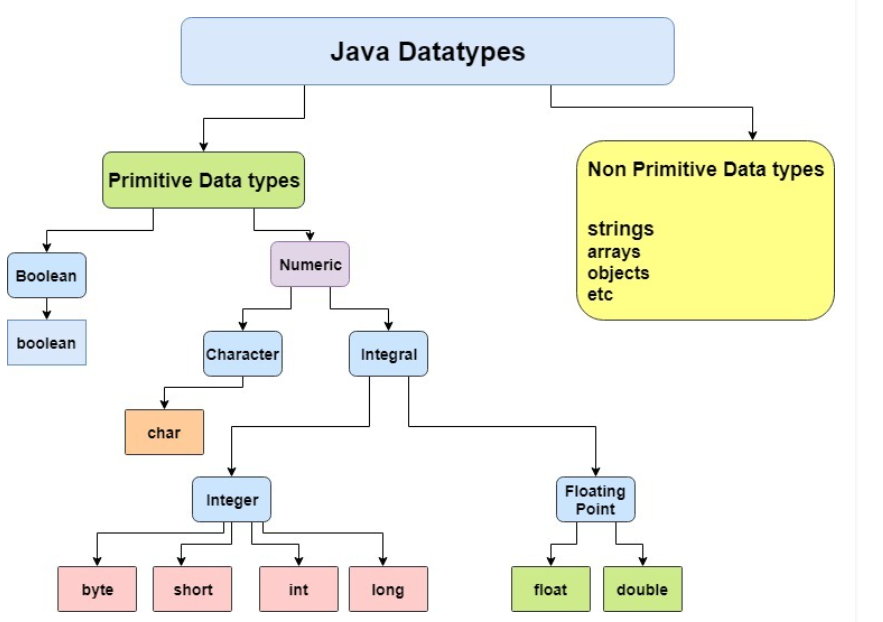 Java Datatypes
Primitive Data types
Non Primitive Data types
strings
arrays
objects
etc
Boolean
Numeric
boolean
Character
Integral
char
Integer
Floating
Point
byte
short
int
long
float
double